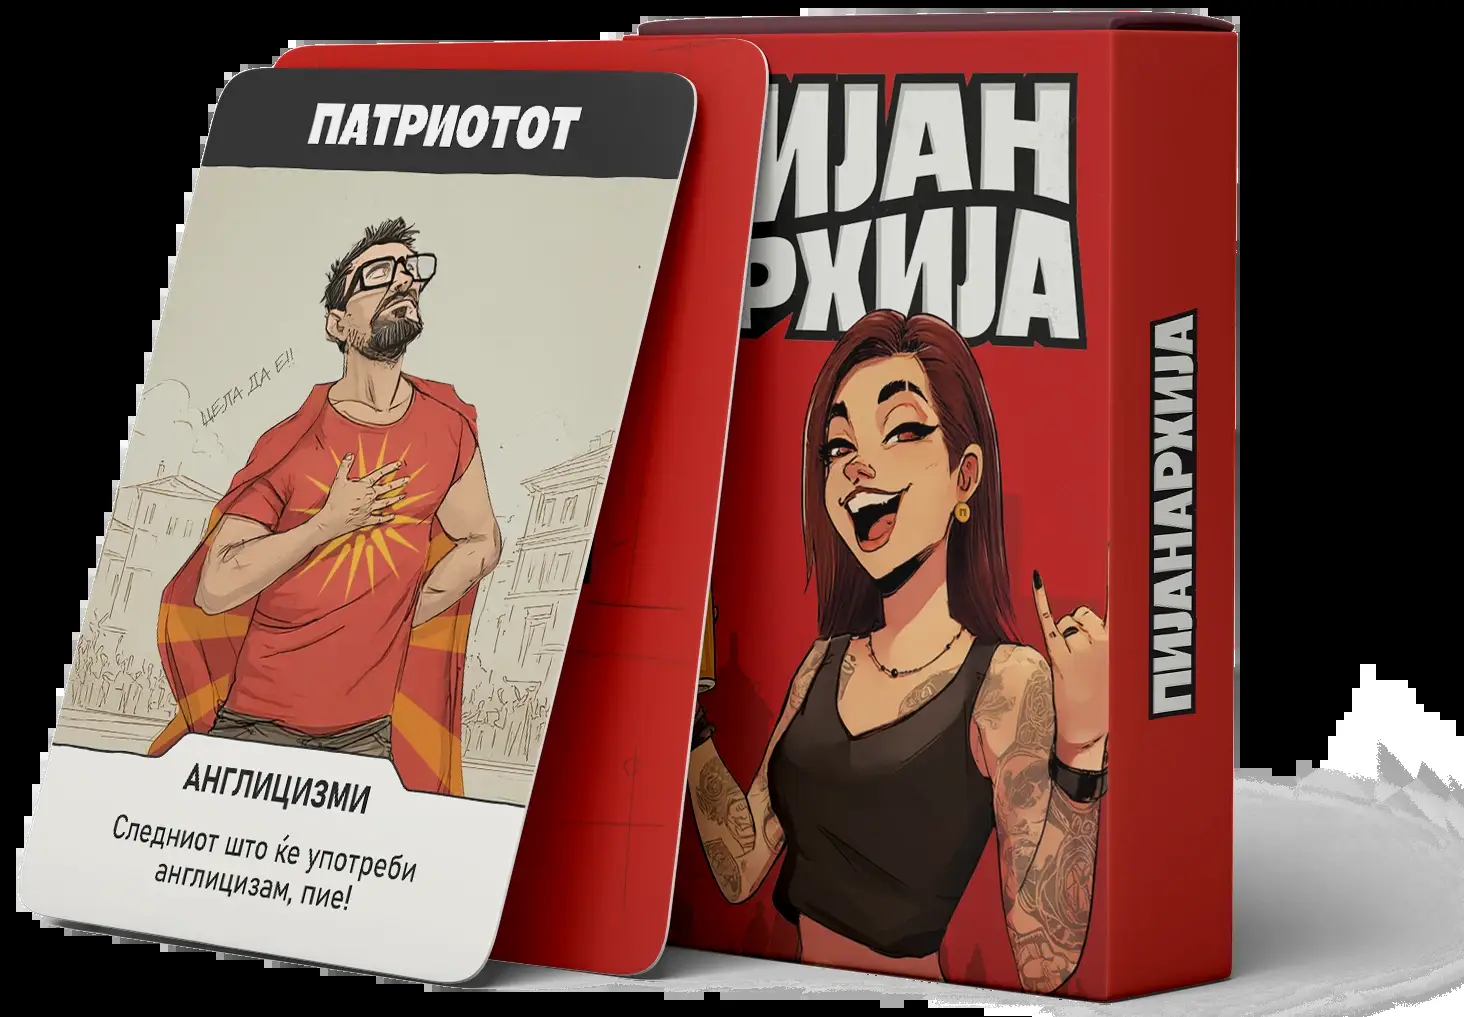 ПАТРИОТОТ
ЦЕЛА ДА Е!!
АНГЛИЦИЗМИ
Следниот што ќе употреби
англицизам, пие!
ИЈАН
РХИЈА
ПИЈАНАРХИЈА